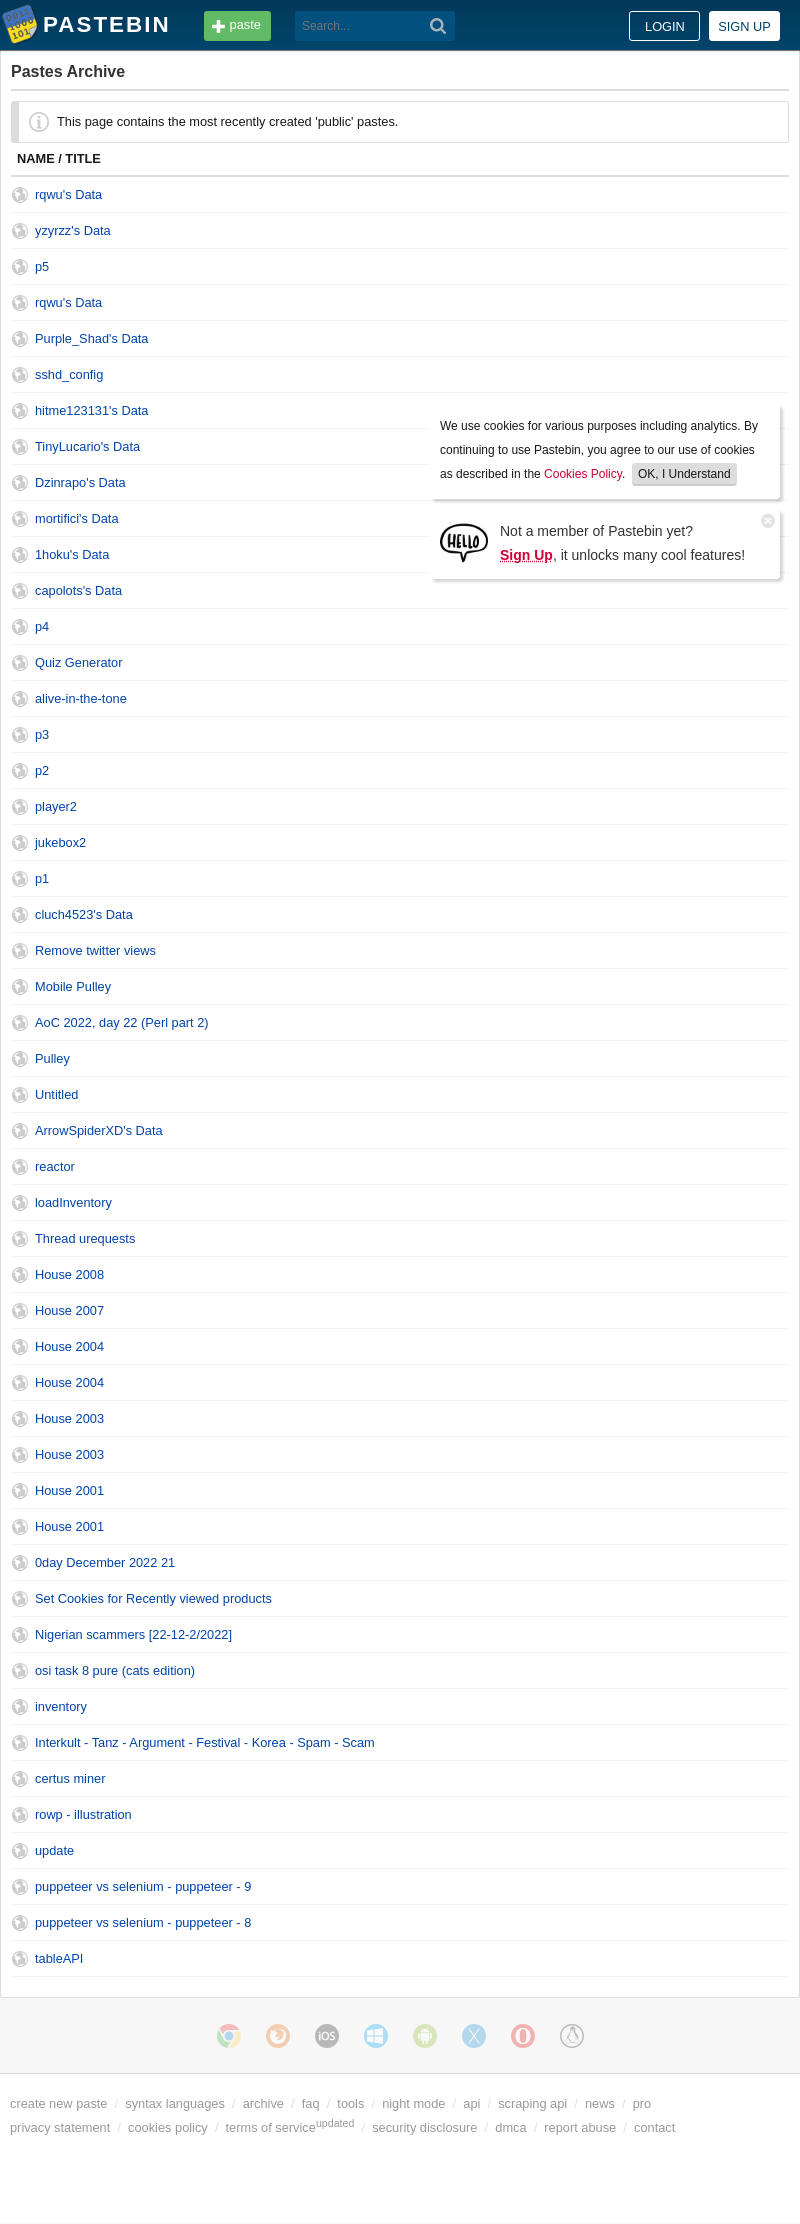 PASTEBIN paste Search... LOGIN SIGN UP
Pastes Archive
This page contains the most recently created 'public' pastes.
NAME / TITLE
rqwu's Data
yzyrzz's Data
p5
rqwu's Data
Purple_Shad's Data
sshd_config
hitme123131's Data
TinyLucario's Data
Dzinrapo's Data
mortifici's Data
1hoku's Data
capolots's Data
We use cookies for various purposes including analytics. By
continuing to use Pastebin, you agree to our use of cookies
as described in the Cookies Policy. OK, I Understand
HELLO
Not a member of Pastebin yet?
Sign Up, it unlocks many cool features!
p4
Quiz Generator
alive-in-the-tone
p3
p2
player2
jukebox2
p1
cluch4523's Data
Remove twitter views
Mobile Pulley
AoC 2022, day 22 (Perl part 2)
Pulley
Untitled
ArrowSpiderXD's Data
reactor
loadInventory
Thread urequests
House 2008
House 2007
House 2004
House 2004
House 2003
House 2003
House 2001
House 2001
0day December 2022 21
Set Cookies for Recently viewed products
Nigerian scammers [22-12-2/2022]
osi task 8 pure (cats edition)
inventory
Interkult - Tanz - Argument - Festival - Korea - Spam - Scam
certus miner
rowp - illustration
update
puppeteer vs selenium - puppeteer - 9
puppeteer vs selenium - puppeteer - 8
tableAPI
iOS
create new paste / syntax languages / archive / faq / tools / night mode / api / scraping api / news / pro
privacy statement / cookies policy / terms of serviceupdated / security disclosure / dmca / report abuse / contact